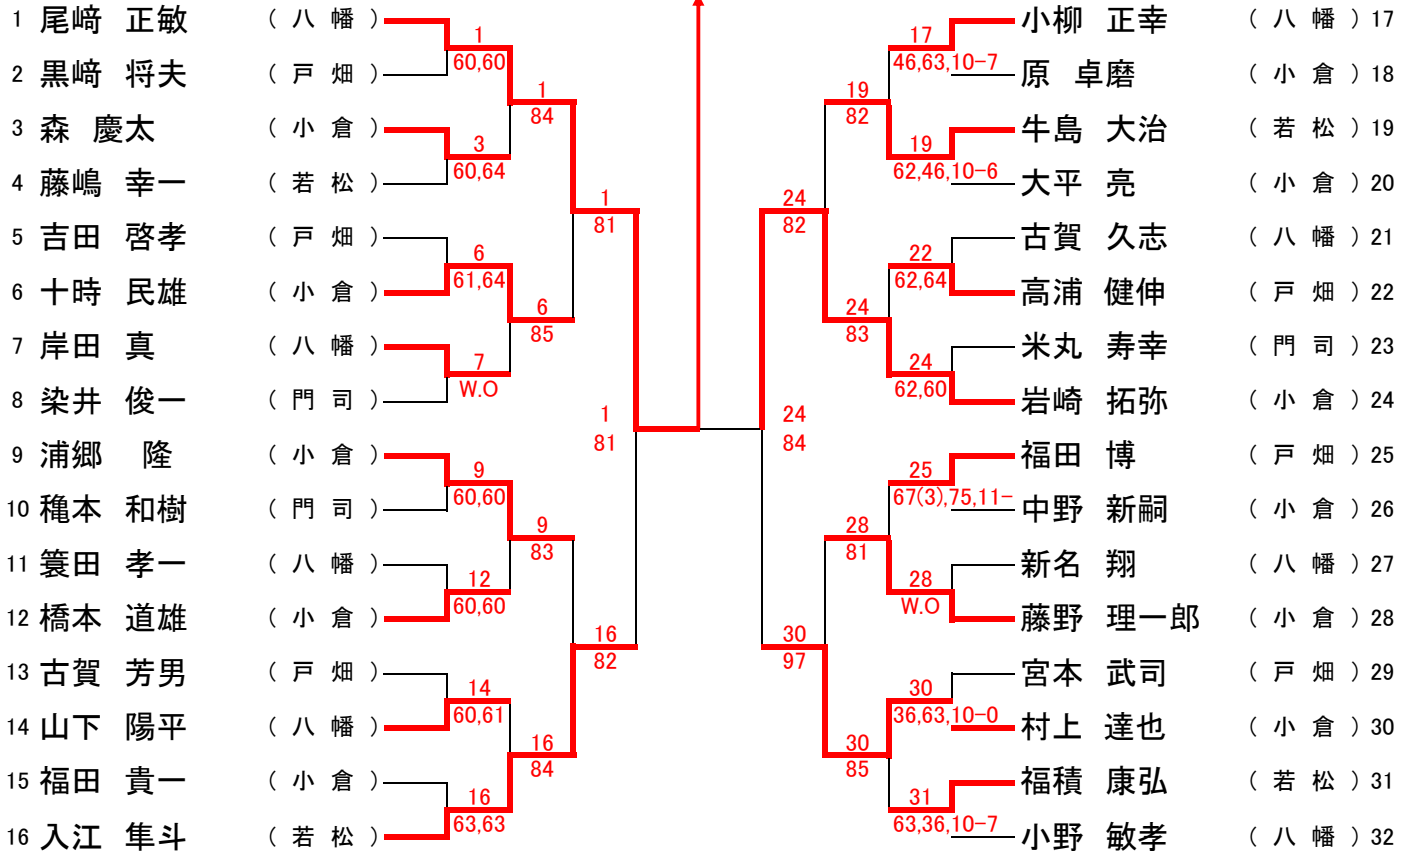 1 尾﨑 正敏 ( 八 幡 )
2 黒﨑 将夫 ( 戸 畑 )
3 森 慶太 ( 小 倉 )
4 藤嶋 幸一 ( 若 松 )
5 吉田 啓孝 ( 戸 畑 )
6 十時 民雄 ( 小 倉 )
7 岸田 真 ( 八 幡 )
8 染井 俊一 ( 門 司 )
9 浦郷 隆 ( 小 倉 )
10 穐本 和樹 ( 門 司 )
11 簑田 孝一 ( 八 幡 )
12 橋本 道雄 ( 小 倉 )
13 古賀 芳男 ( 戸 畑 )
14 山下 陽平 ( 八 幡 )
15 福田 貴一 ( 小 倉 )
16 入江 隼斗 ( 若 松 )
1
60,60
3
60,64
6
61,64
7
W.O
9
60,60
12
60,60
14
60,61
16
63,63
1
84
6
85
9
83
16
84
1
81
16
82
1
81
24
84
24
82
30
97
19
82
24
83
28
81
30
85
17
46,63,10-7
19
62,46,10-6
22
62,64
24
62,60
25
67(3),75,11-
28
W.O
30
36,63,10-0
31
63,36,10-7
小柳 正幸 ( 八 幡 ) 17
原 卓磨 ( 小 倉 ) 18
牛島 大治 ( 若 松 ) 19
大平 亮 ( 小 倉 ) 20
古賀 久志 ( 八 幡 ) 21
高浦 健伸 ( 戸 畑 ) 22
米丸 寿幸 ( 門 司 ) 23
岩崎 拓弥 ( 小 倉 ) 24
福田 博 ( 戸 畑 ) 25
中野 新嗣 ( 小 倉 ) 26
新名 翔 ( 八 幡 ) 27
藤野 理一郎 ( 小 倉 ) 28
宮本 武司 ( 戸 畑 ) 29
村上 達也 ( 小 倉 ) 30
福積 康弘 ( 若 松 ) 31
小野 敏孝 ( 八 幡 ) 32